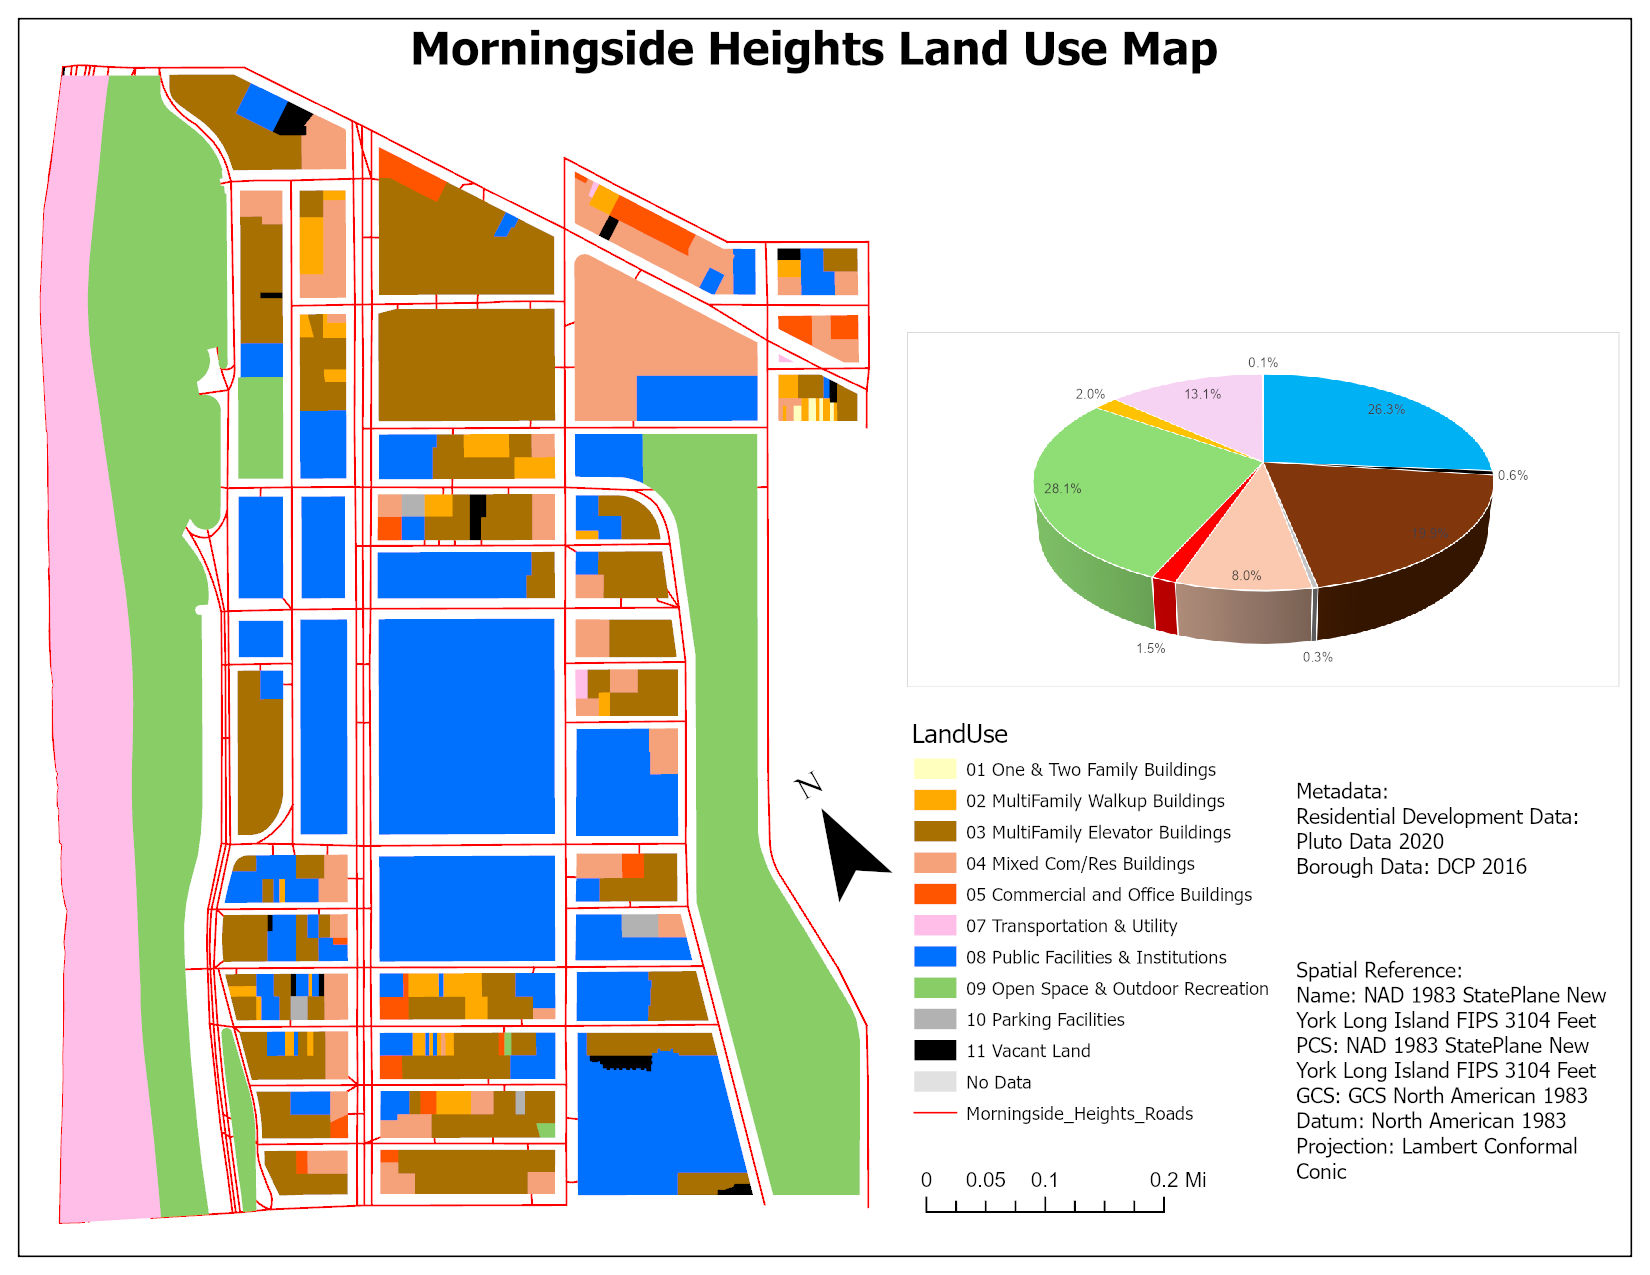 Morningside Heights Land Use Map
0.1%
2.0%
13.1%
26.3%
0.6%
28.1%
19.5%
8.0%
1.5%
0.3%
LandUse
01 One & Two Family Buildings
02 MultiFamily Walkup Buildings
03 MultiFamily Elevator Buildings
04 Mixed Com/Res Buildings
05 Commercial and Office Buildings
07 Transportation & Utility
08 Public Facilities & Institutions
09 Open Space & Outdoor Recreation
10 Parking Facilities
11 Vacant Land
No Data
Morningside_Heights_Roads
N
Metadata:
Residential Development Data:
Pluto Data 2020
Borough Data: DCP 2016
Spatial Reference:
Name: NAD 1983 StatePlane New
York Long Island FIPS 3104 Feet
PCS: NAD 1983 StatePlane New
York Long Island FIPS 3104 Feet
GCS: GCS North American 1983
Datum: North American 1983
Projection: Lambert Conformal
Conic
0 0.05 0.1 0.2 Mi